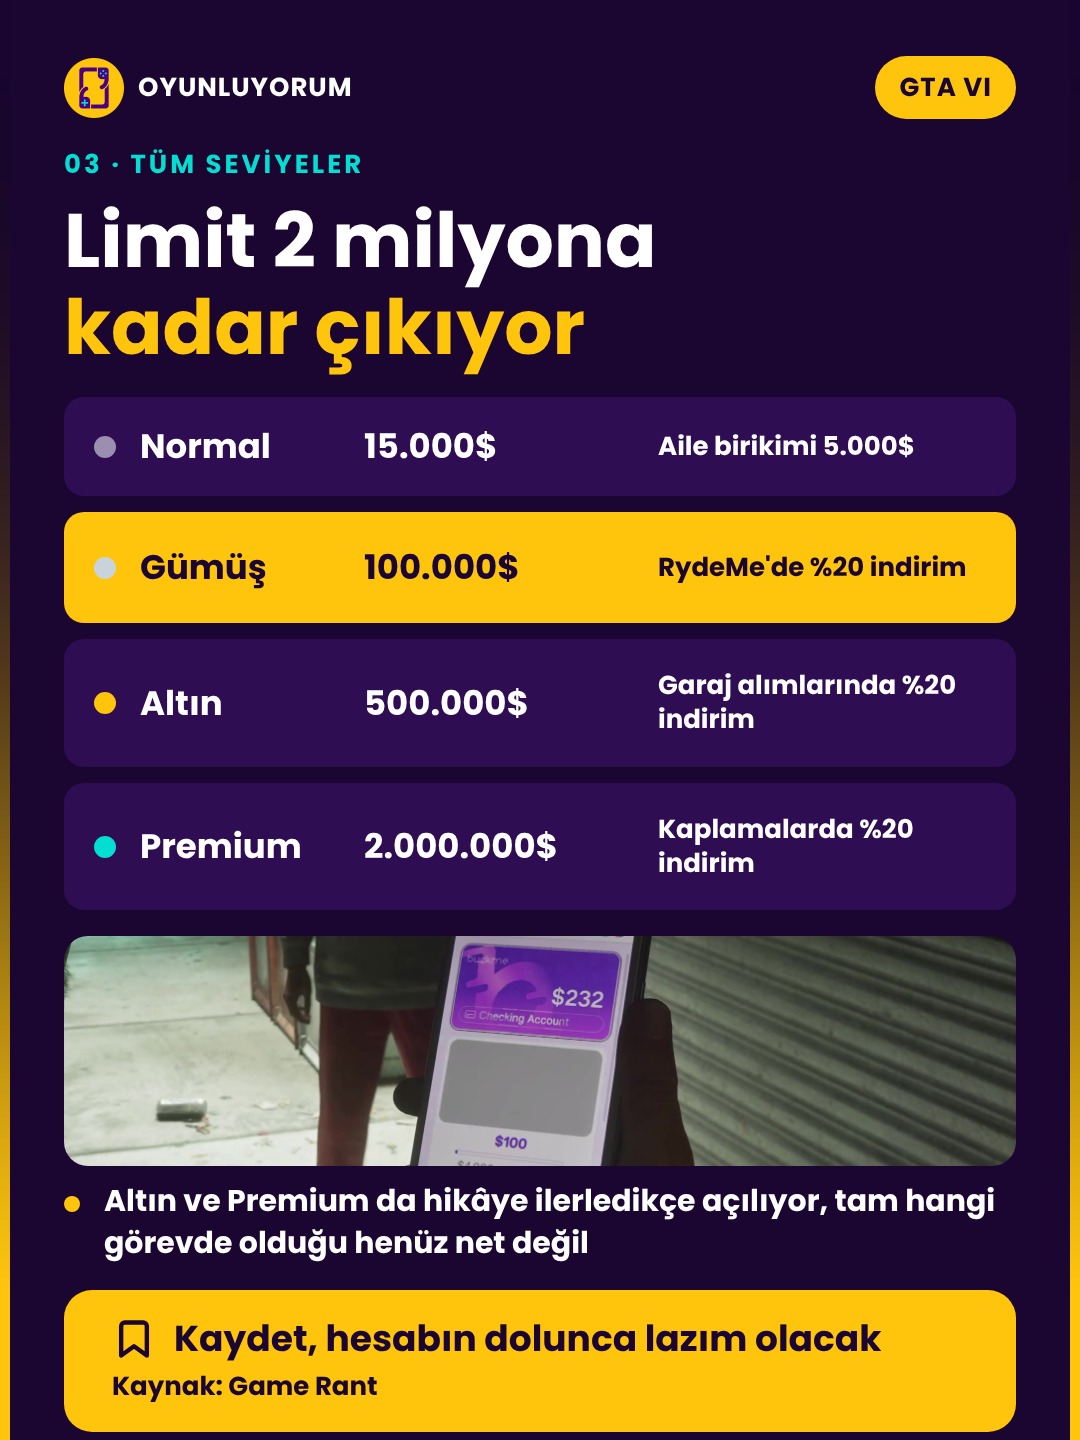 OYUNLUYORUM
GTA VI
03 · TÜM SEVİYELER
Limit 2 milyona
kadar çıkıyor
Normal 15.000$ Aile birikimi 5.000$
Gümüş 100.000$ RydeMe'de %20 indirim
Altın 500.000$ Garaj alımlarında %20
indirim
Premium 2.000.000$ Kaplamalarda %20
indirim
$232
Checking Account
$100
Altın ve Premium da hikâye ilerledikçe açılıyor, tam hangi
görevde olduğu henüz net değil
Kaydet, hesabın dolunca lazım olacak
Kaynak: Game Rant